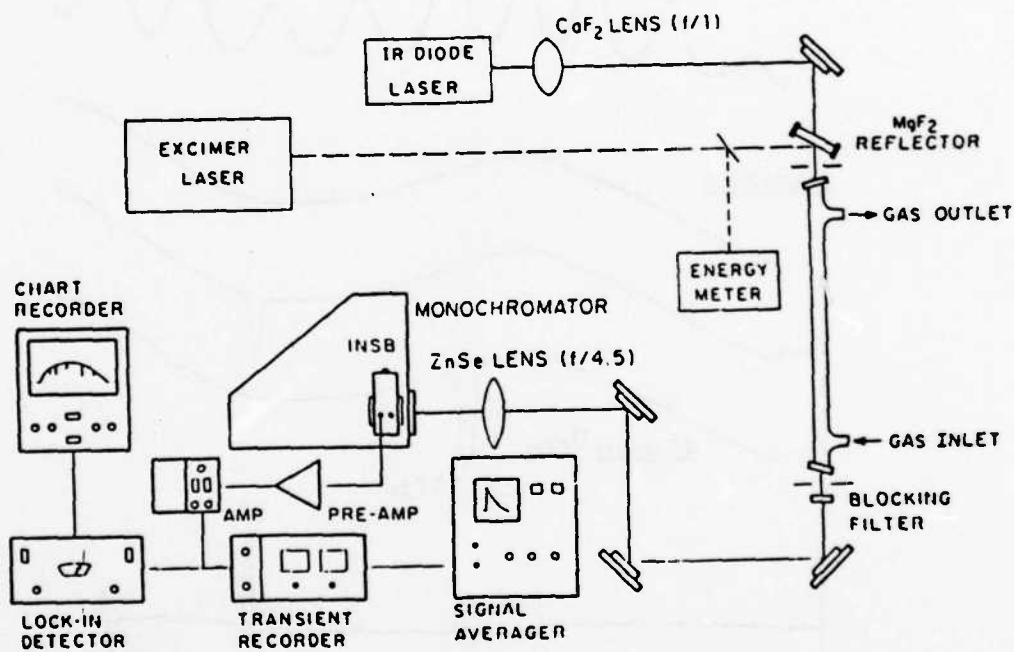 CaF2 LENS (f/1)
IR DIODE
LASER
MgF2
REFLECTOR
EXCIMER
LASER
GAS OUTLET
ENERGY
METER
CHART
RECORDER
MONOCHROMATOR
INSB
ZnSe LENS (f/4.5)
GAS INLET
BLOCKING
FILTER
AMP
PRE-AMP
LOCK-IN
DETECTOR
TRANSIENT
RECORDER
SIGNAL
AVERAGER